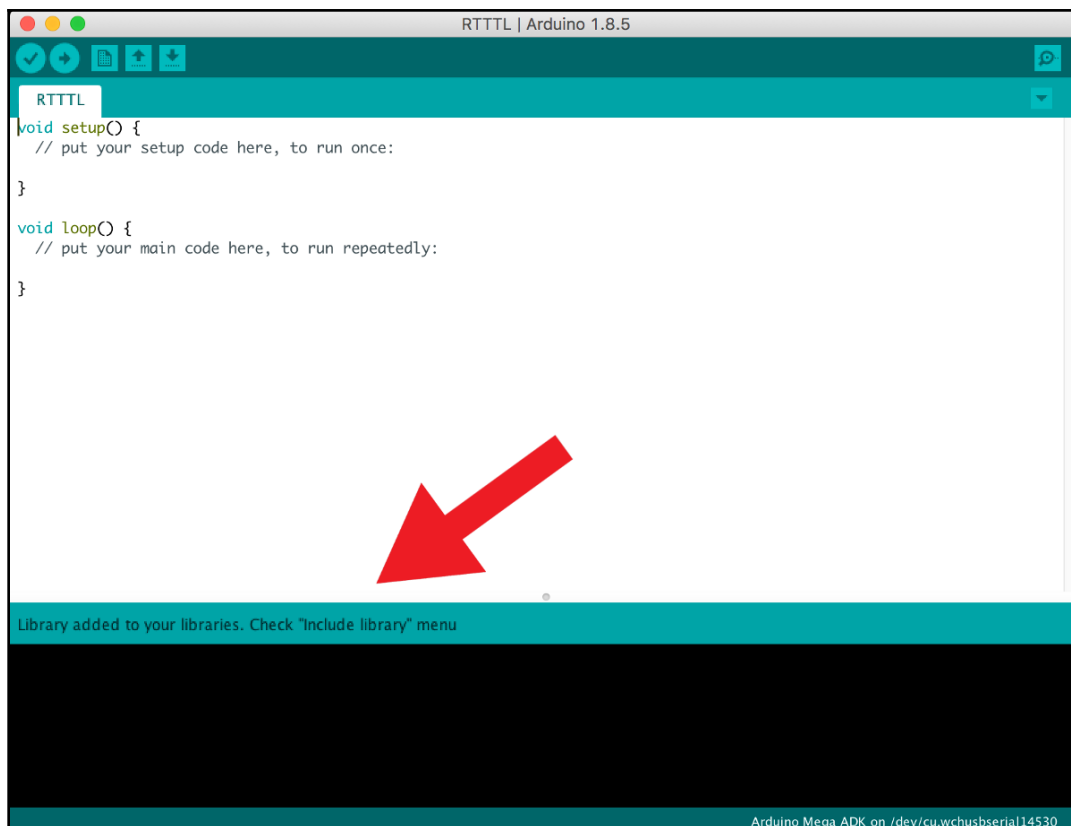 RTTTL | Arduino 1.8.5
RTTTL
void setup() {
  // put your setup code here, to run once:
}
void loop() {
  // put your main code here, to run repeatedly:
}
Library added to your libraries. Check "Include library" menu
Arduino Mega ADK on /dev/cu.wchusbserial14530